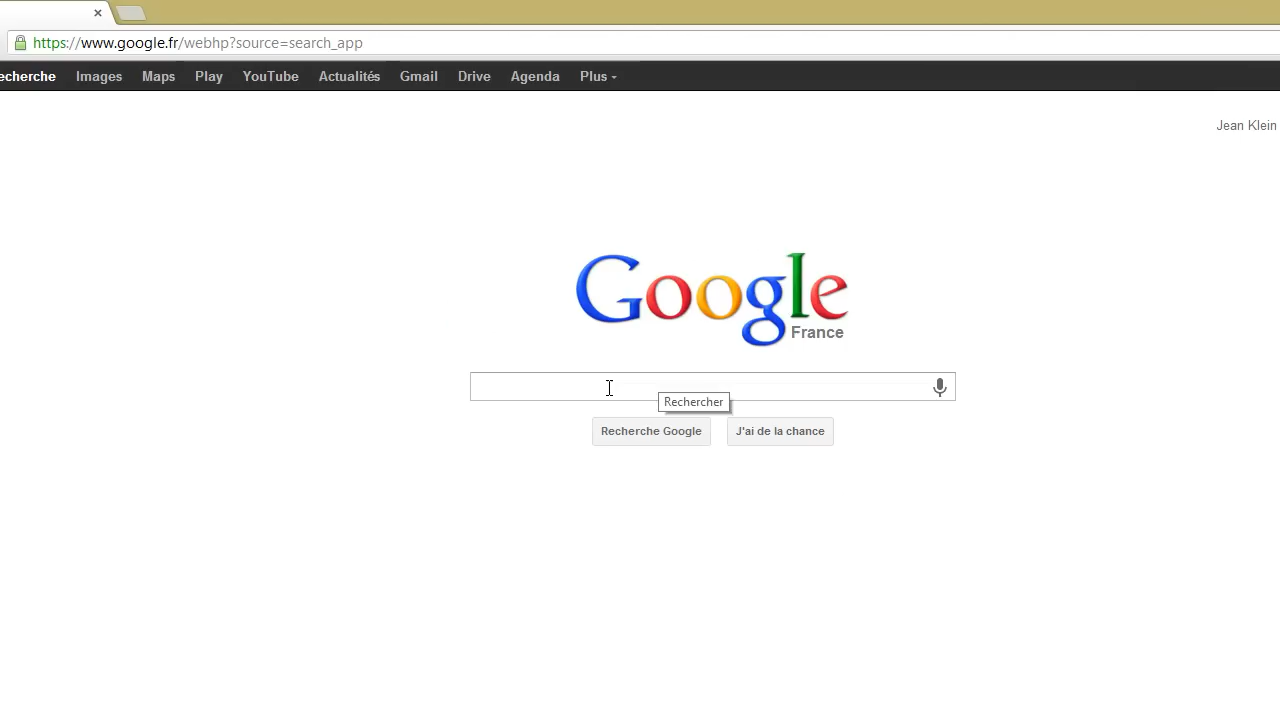 https://www.google.fr/webhp?source=search_app
echerche Images Maps Play YouTube Actualités Gmail Drive Agenda Plus
Jean Klein
Google
France
Rechercher
Recherche Google J'ai de la chance